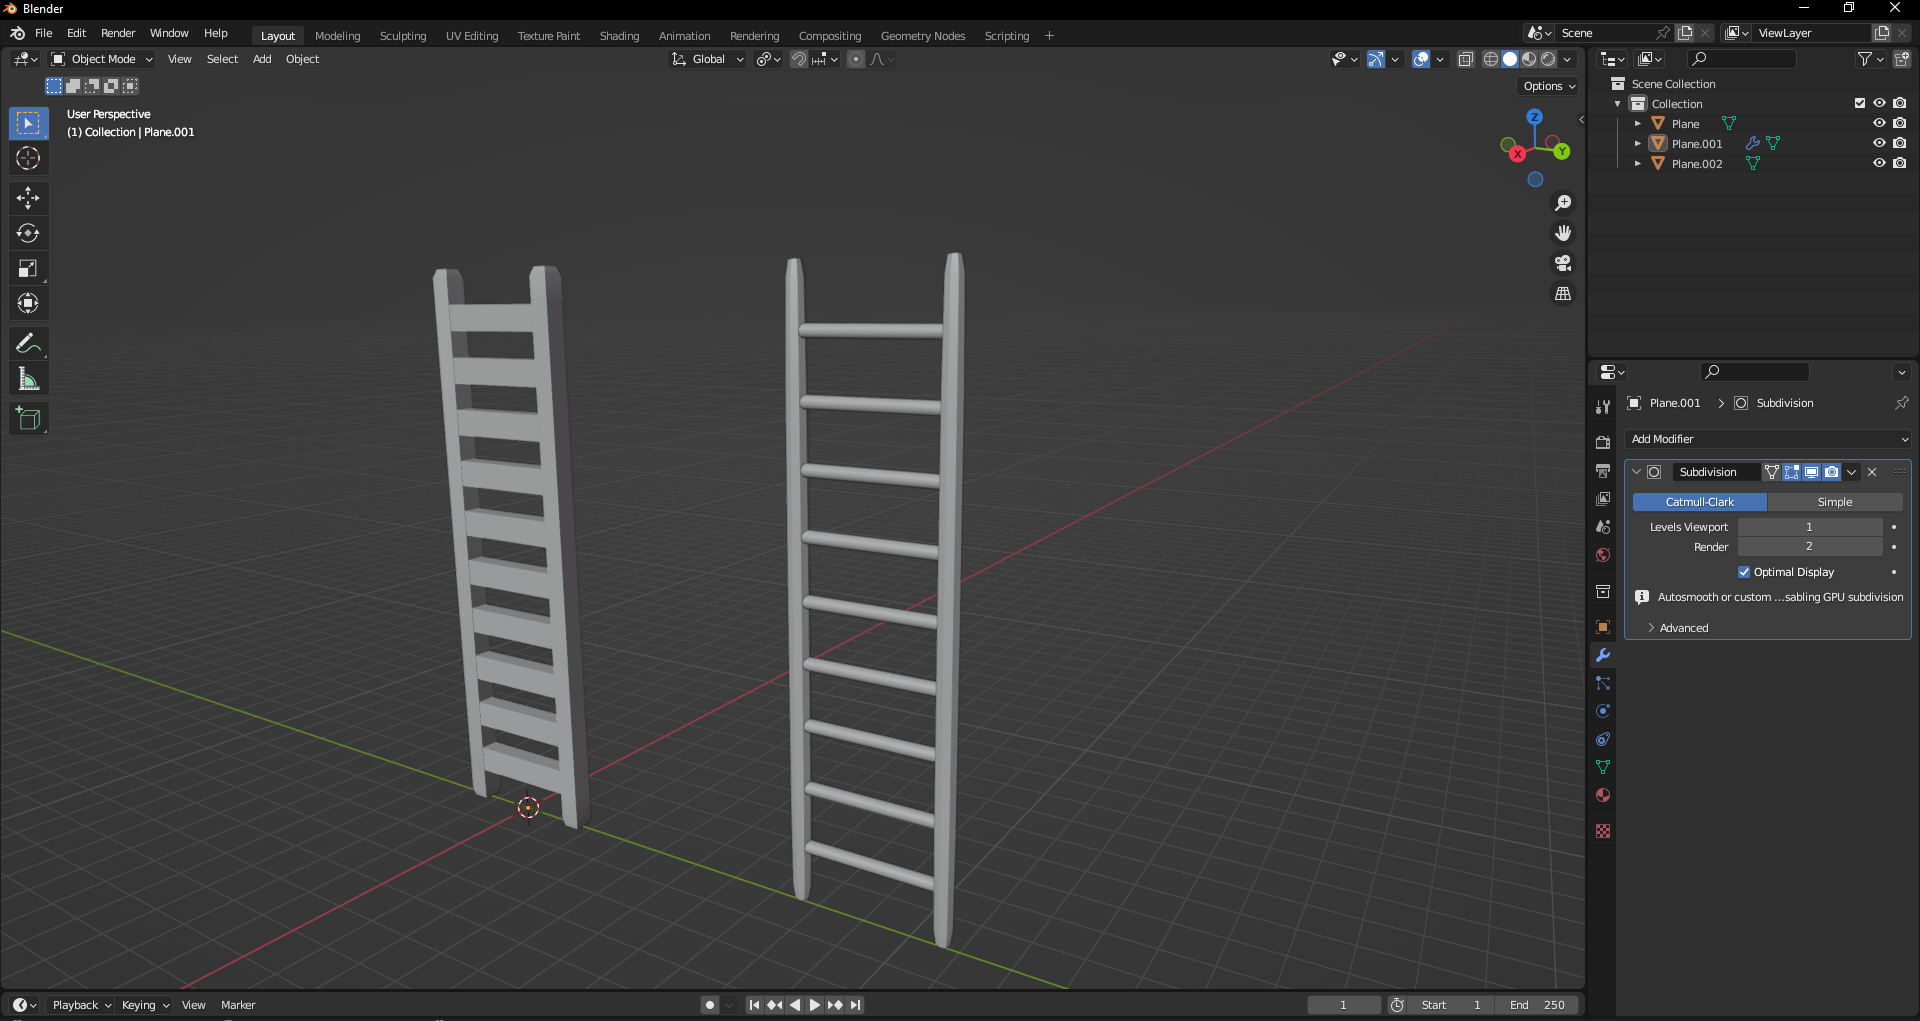 Blender
File Edit Render Window Help
Layout Modeling Sculpting UV Editing Texture Paint Shading Animation Rendering Compositing Geometry Nodes Scripting +
Scene
ViewLayer
Object Mode View Select Add Object
Global
Options
User Perspective
(1) Collection | Plane.001
Z
X
Y
Scene Collection
Collection
Plane
Plane.001
Plane.002
Plane.001 > Subdivision
Add Modifier
Subdivision
Catmull-Clark Simple
Levels Viewport 1
Render 2
Optimal Display
Autosmooth or custom ...sabling GPU subdivision
Advanced
Playback Keying View Marker
1
Start 1
End 250